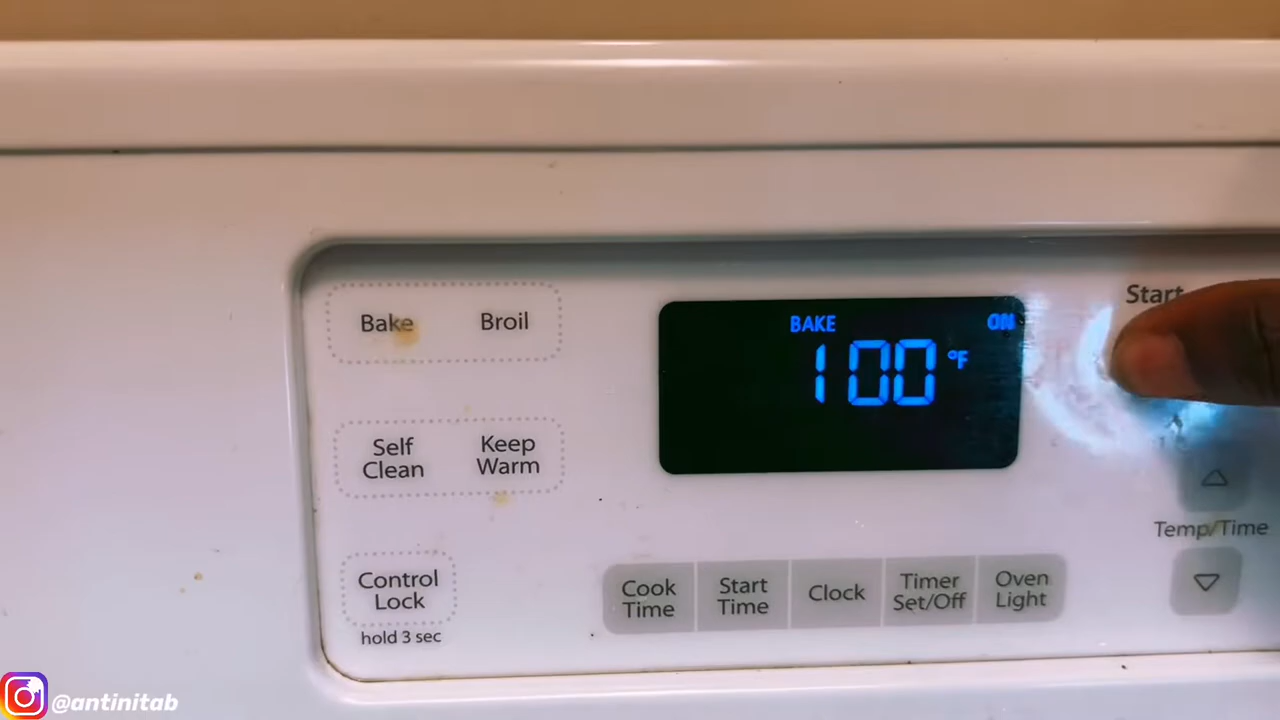 Bake Broil
BAKE ON
100 °F
Start
Self
Clean
Keep
Warm
Temp/Time
Control
Lock
hold 3 sec
Cook
Time
Start
Time
Clock
Timer
Set/Off
Oven
Light
@antinitab